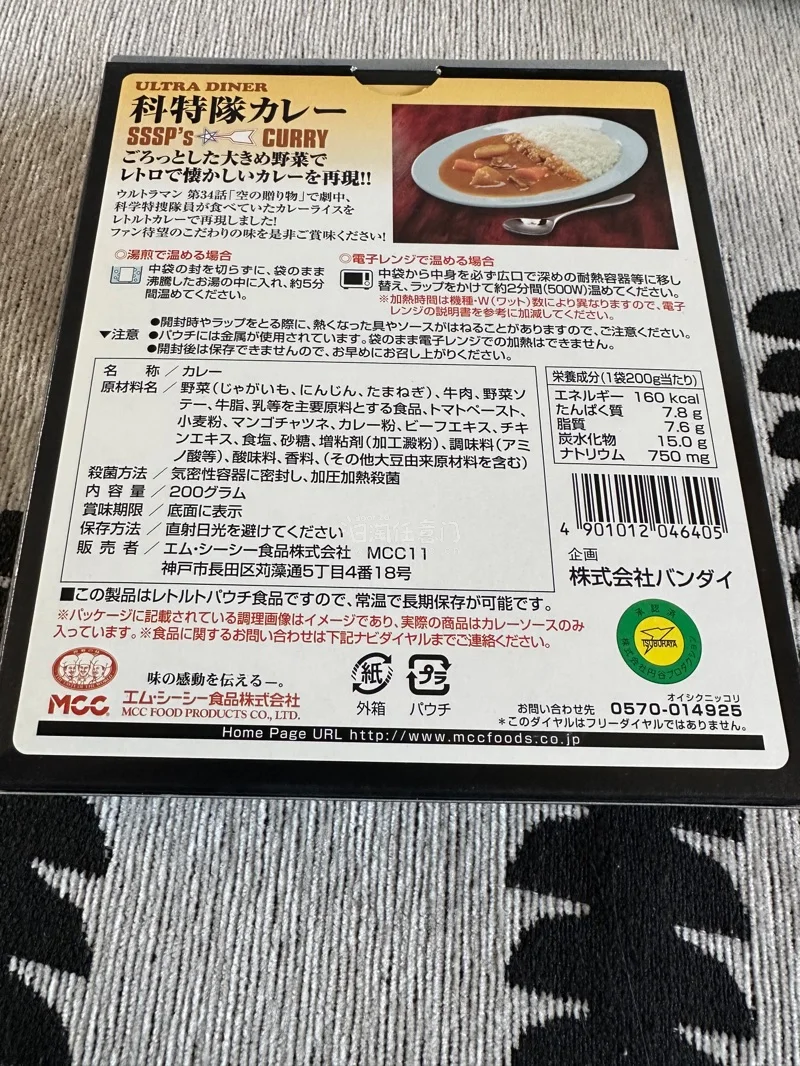 ULTRA DINER
科特隊カレー
SSSP's CURRY
ごろっとした大きめ野菜で
レトロで懐かしいカレーを再現!!
ウルトラマン 第34話「空の贈り物」で劇中、
科学特捜隊員が食べていたカレーライスを
レトルトカレーで再現しました!
ファン待望のこだわりの味を是非ご賞味ください!
◎湯煎で温める場合
中袋の封を切らずに、袋のまま
沸騰したお湯の中に入れ、約5分
間温めてください。
◎電子レンジで温める場合
中袋から中身を必ず広口で深めの耐熱容器等に移し
替え、ラップをかけて約2分間(500W)温めてください。
※加熱時間は機種・W(ワット)数により異なりますので、電子
レンジの説明書を参考に加減してください。
▼注意
●開封時やラップをとる際に、熱くなった具やソースがはねることがありますので、ご注意ください。
●パウチには金属が使用されています。袋のまま電子レンジでの加熱はできません。
●開封後は保存できませんので、お早めにお召し上がりください。
名 称／カレー
原材料名／野菜(じゃがいも、にんじん、たまねぎ)、牛肉、野菜ソ
テー、牛脂、乳等を主要原料とする食品、トマトペースト、
小麦粉、マンゴチャツネ、カレー粉、ビーフエキス、チキ
ンエキス、食塩、砂糖、増粘剤(加工澱粉)、調味料(アミ
ノ酸等)、酸味料、香料、(その他大豆由来原材料を含む)
殺菌方法／気密性容器に密封し、加圧加熱殺菌
内 容 量／200グラム
賞味期限／底面に表示
保存方法／直射日光を避けてください
販 売 者／エム・シーシー食品株式会社 MCC11
神戸市長田区苅藻通5丁目4番18号
栄養成分(1袋200g当たり)
エネルギー 160 kcal
たんぱく質 7.8 g
脂質 7.6 g
炭水化物 15.0 g
ナトリウム 750 mg
4 901012 046405
企画
株式会社バンダイ
■この製品はレトルトパウチ食品ですので、常温で長期保存が可能です。
※パッケージに記載されている調理画像はイメージであり、実際の商品はカレーソースのみ
入っています。※食品に関するお問い合わせは下記ナビダイヤルまでご連絡ください。
承認済
TSUBURAYA
株式会社円谷プロダクション
MCC
味の感動を伝える—。
エム・シーシー食品株式会社
MCC FOOD PRODUCTS CO., LTD.
紙
外箱
プラ
パウチ
オイシクニッコリ
お問い合わせ先 0570-014925
＊このダイヤルはフリーダイヤルではありません。
Home Page URL http://www.mccfoods.co.jp